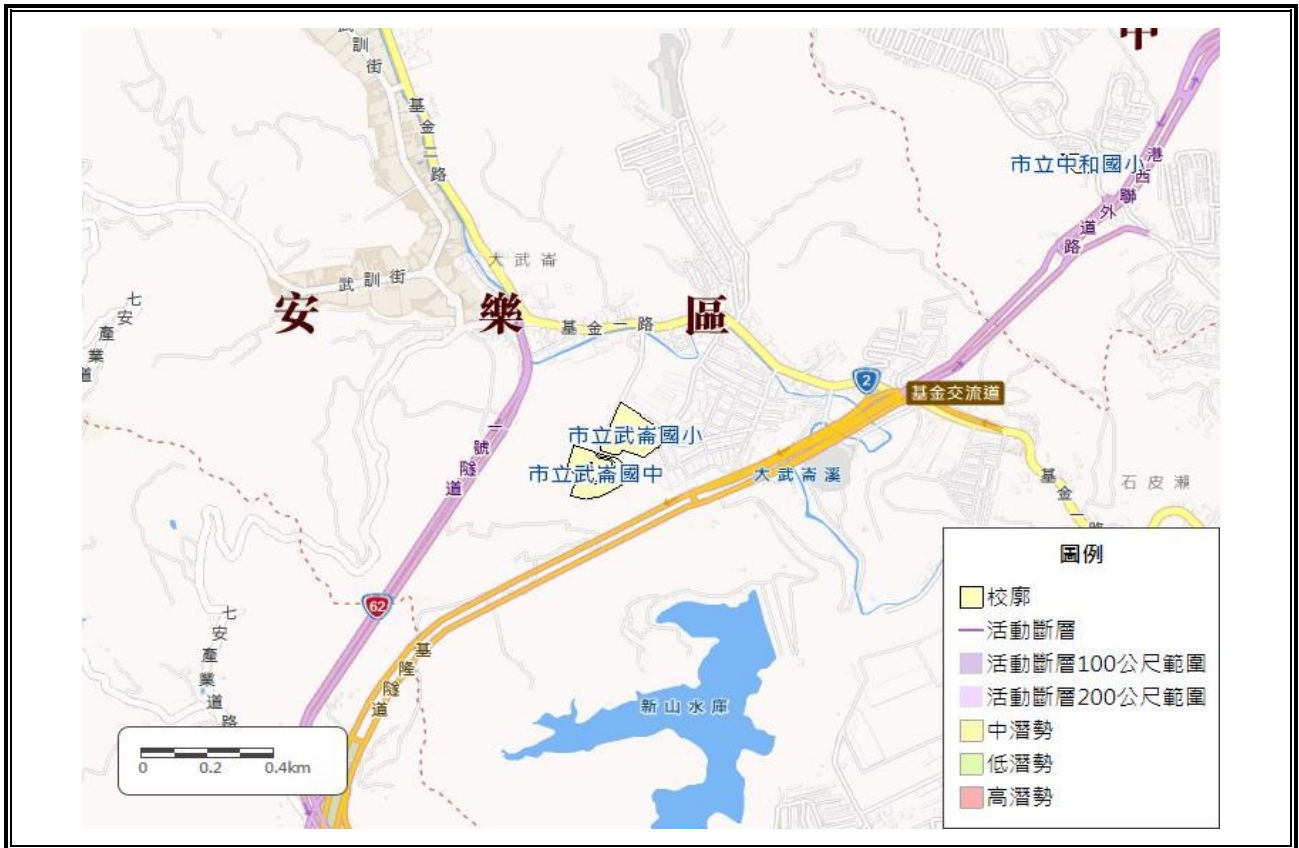 武訓街
基金一路
港西聯外道路
市立中和國小
大武崙
武訓街
安樂區
七安產業道
基金一路
2
基金交流道
市立武崙國小
市立武崙國中
一號隧道
大武崙溪
石皮瀨
基金一路
62
七安產業道路
基隆隧道
新山水庫
0 0.2 0.4km
圖例
校廓
活動斷層
活動斷層100公尺範圍
活動斷層200公尺範圍
中潛勢
低潛勢
高潛勢